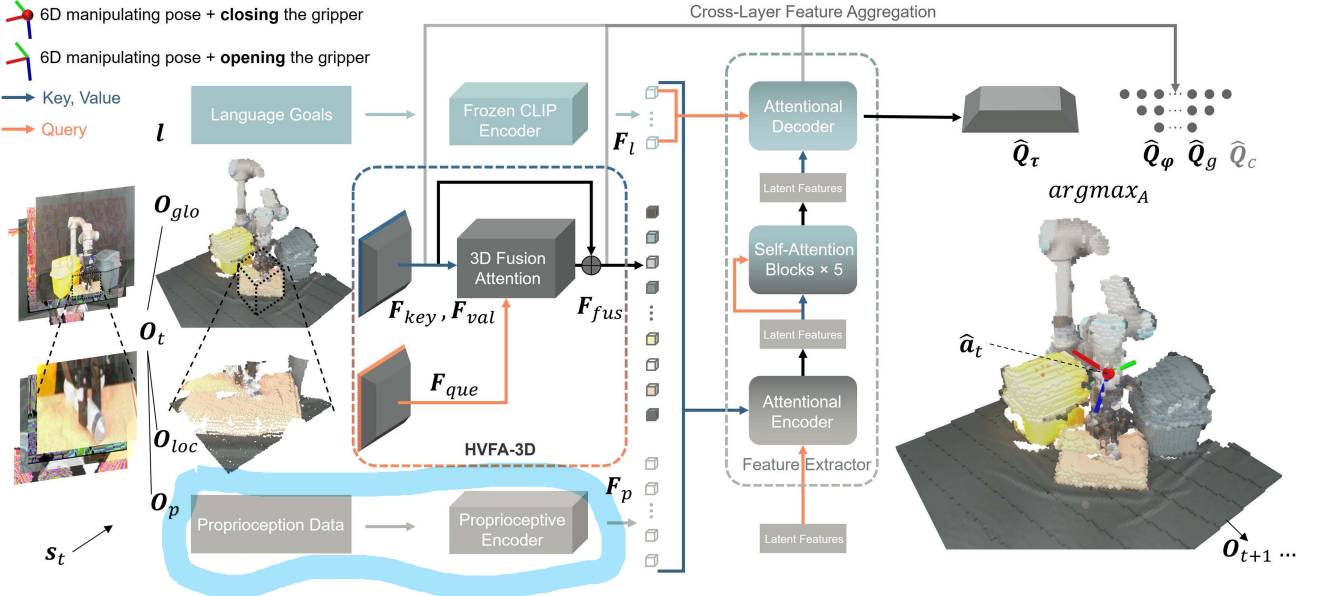 Cross-Layer Feature Aggregation
6D manipulating pose + closing the gripper
6D manipulating pose + opening the gripper
Key, Value
Query
l
Language Goals
Frozen CLIP
Encoder
F_l
Attentional
Decoder
Q̂_τ
Q̂_φ Q̂_g Q̂_c
argmax_A
Latent Features
O_glo
3D Fusion
Attention
Self-Attention
Blocks × 5
F_key , F_val
F_fus
O_t
Latent Features
â_t
F_que
Attentional
Encoder
O_loc
HVFA-3D
Feature Extractor
O_p
F_p
Proprioception Data
Proprioceptive
Encoder
Latent Features
s_t
O_t+1 ...